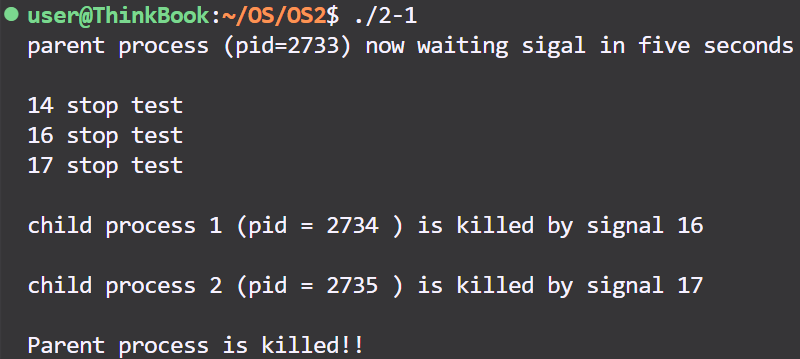 user@ThinkBook:~/OS/OS2$ ./2-1
parent process (pid=2733) now waiting sigal in five seconds
14 stop test
16 stop test
17 stop test
child process 1 (pid = 2734 ) is killed by signal 16
child process 2 (pid = 2735 ) is killed by signal 17
Parent process is killed!!